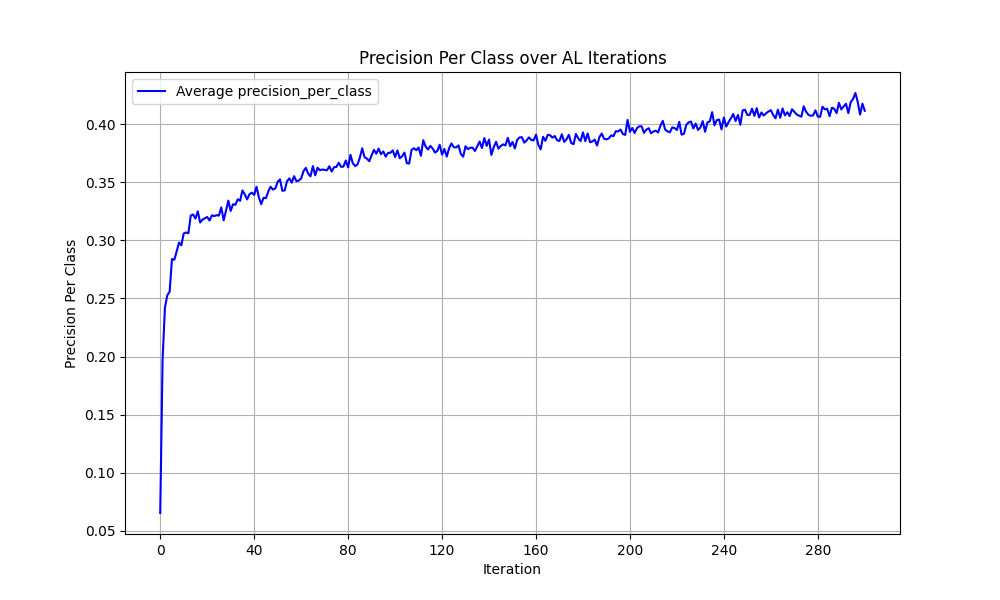 Precision Per Class over AL Iterations
Average precision_per_class
Precision Per Class
0.40
0.35
0.30
0.25
0.20
0.15
0.10
0.05
0 40 80 120 160 200 240 280
Iteration